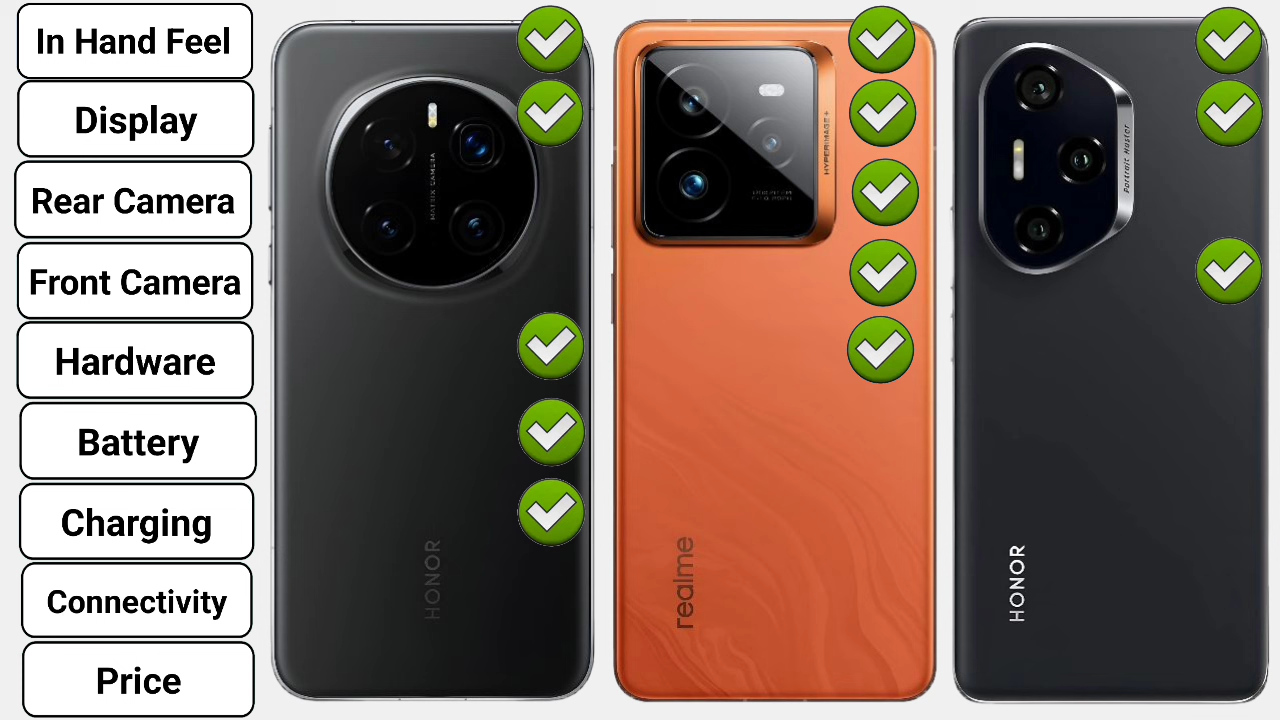 In Hand Feel
Display
Rear Camera
Front Camera
Hardware
Battery
Charging
Connectivity
Price
MATRIX CAMERA
HONOR
HYPERIMAGE+
realme
Portrait Master
HONOR